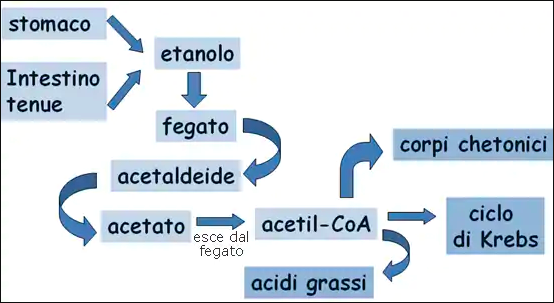 stomaco
etanolo
Intestino
tenue
fegato
corpi chetonici
acetaldeide
acetato
esce dal
fegato
acetil-CoA
ciclo
di Krebs
acidi grassi